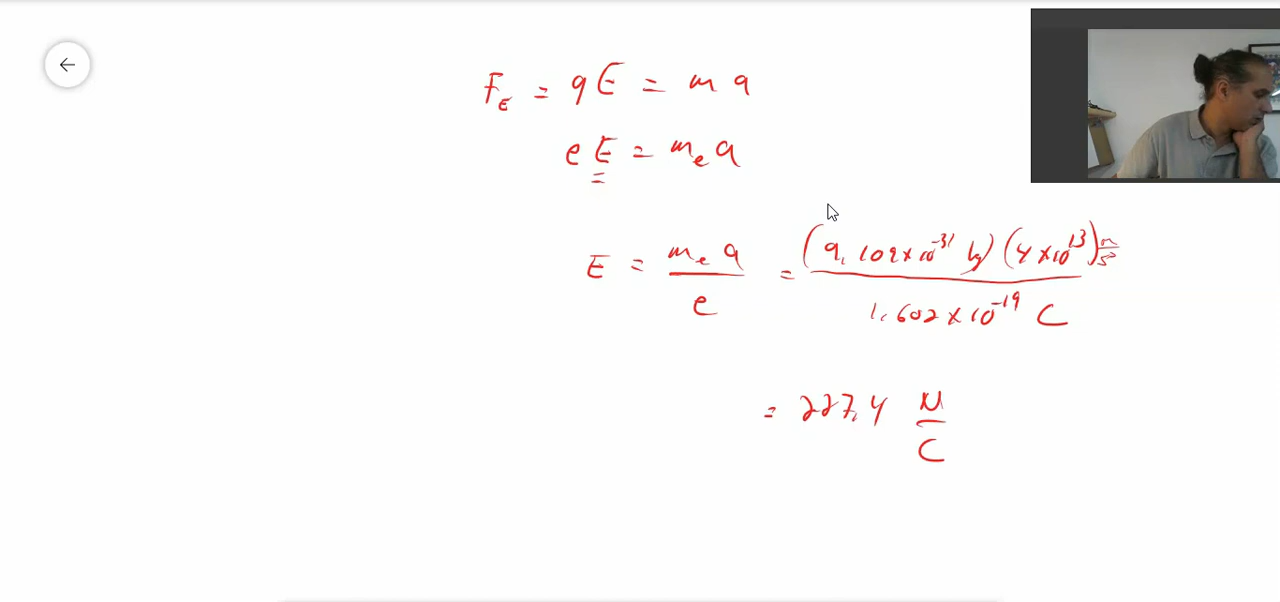 F_E = qE = ma
eE = m_e a
E = m_e a / e = (9.109×10^-31 kg)(4×10^13) m/s² / 1.602×10^-19 C
= 227.4 N/C